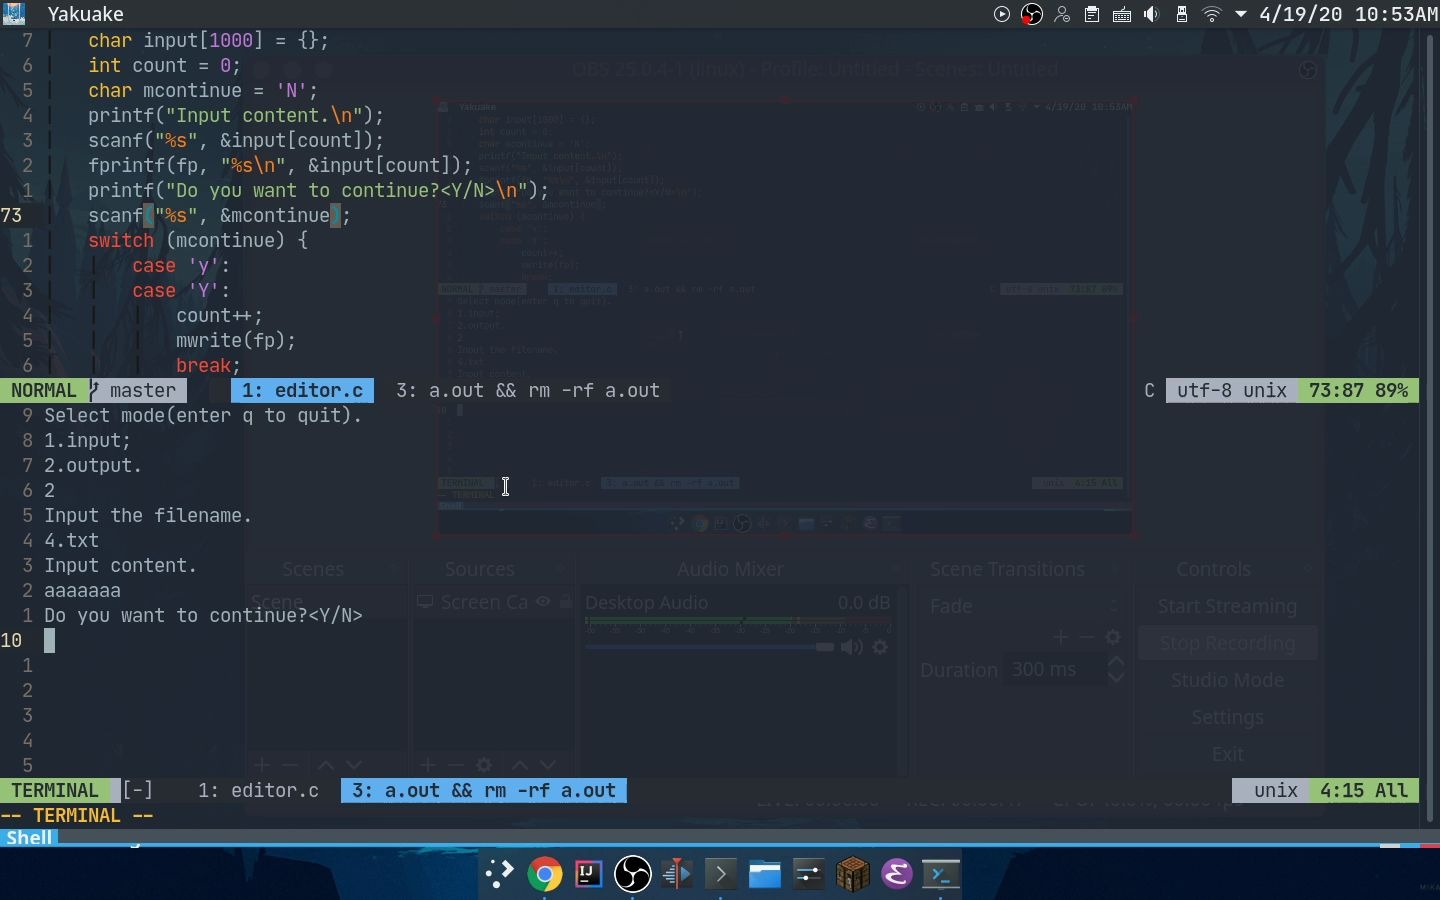 Yakuake 4/19/20 10:53AM
7 char input[1000] = {};
6 int count = 0;
5 char mcontinue = 'N';
4 printf("Input content.\n");
3 scanf("%s", &input[count]);
2 fprintf(fp, "%s\n", &input[count]);
1 printf("Do you want to continue?<Y/N>\n");
73 scanf("%s", &mcontinue);
1 switch (mcontinue) {
2 case 'y':
3 case 'Y':
4 count++;
5 mwrite(fp);
6 break;
NORMAL master 1: editor.c 3: a.out && rm -rf a.out C utf-8 unix 73:87 89%
9 Select mode(enter q to quit).
8 1.input;
7 2.output.
6 2
5 Input the filename.
4 4.txt
3 Input content.
2 aaaaaaa
1 Do you want to continue?<Y/N>
10
1
2
3
4
5
TERMINAL [-] 1: editor.c 3: a.out && rm -rf a.out unix 4:15 All
-- TERMINAL --
Shell
OBS 25.0.4-1 (linux) - Profile: Untitled - Scenes: Untitled
Scenes Sources Audio Mixer Scene Transitions Controls
Scene Screen Ca Desktop Audio 0.0 dB Fade Start Streaming
Stop Recording
Duration 300 ms
Studio Mode
Settings
Exit